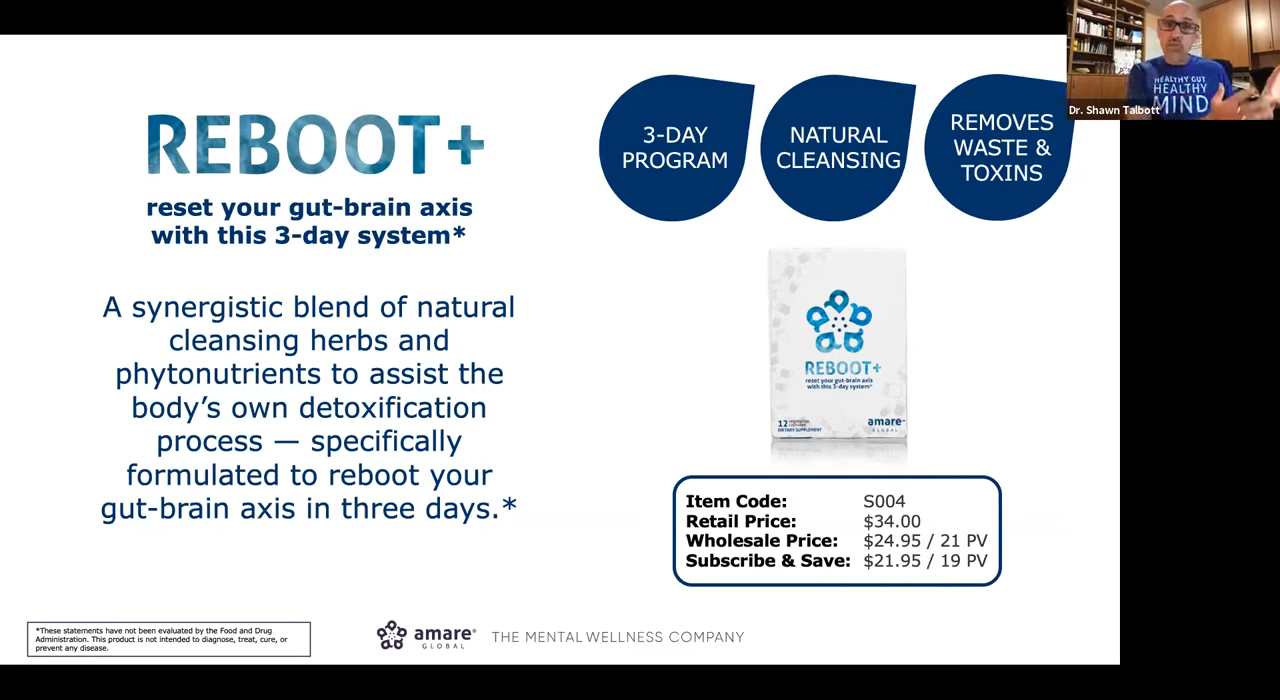 REBOOT+
reset your gut-brain axis
with this 3-day system*
A synergistic blend of natural
cleansing herbs and
phytonutrients to assist the
body’s own detoxification
process — specifically
formulated to reboot your
gut-brain axis in three days.*
3-DAY
PROGRAM
NATURAL
CLEANSING
REMOVES
WASTE &
TOXINS
HEALTHY GUT
HEALTHY
MIND
Dr. Shawn Talbott
REBOOT+
reset your gut-brain axis
with this 3-day system*
12 vegetarian
capsules
DIETARY SUPPLEMENT
amare™
GLOBAL
Item Code: S004
Retail Price: $34.00
Wholesale Price: $24.95 / 21 PV
Subscribe & Save: $21.95 / 19 PV
*These statements have not been evaluated by the Food and Drug
Administration. This product is not intended to diagnose, treat, cure, or
prevent any disease.
amare®
GLOBAL
THE MENTAL WELLNESS COMPANY